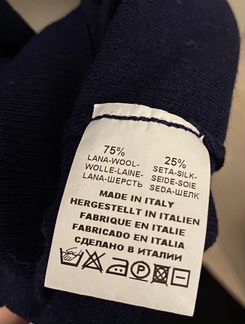 75% 25%
LANA-WOOL- SETA-SILK-
WOLLE-LAINE- SEIDE-SOIE
LANA-ШЕРСТЬ SEDA-ШЕЛК
MADE IN ITALY
HERGESTELLT IN ITALIEN
FABRIQUE EN ITALIE
FABRICADO EN ITALIA
СДЕЛАНО В ИТАЛИИ
P